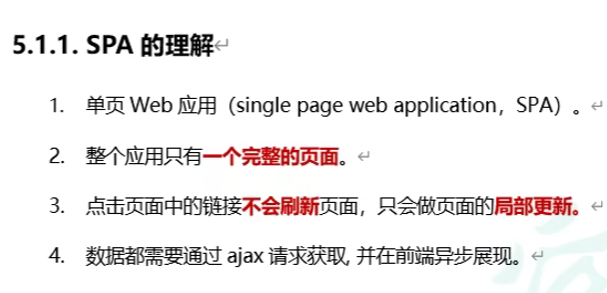 5.1.1. SPA 的理解
1. 单页 Web 应用（single page web application，SPA）。
2. 整个应用只有一个完整的页面。
3. 点击页面中的链接不会刷新页面，只会做页面的局部更新。
4. 数据都需要通过 ajax 请求获取, 并在前端异步展现。